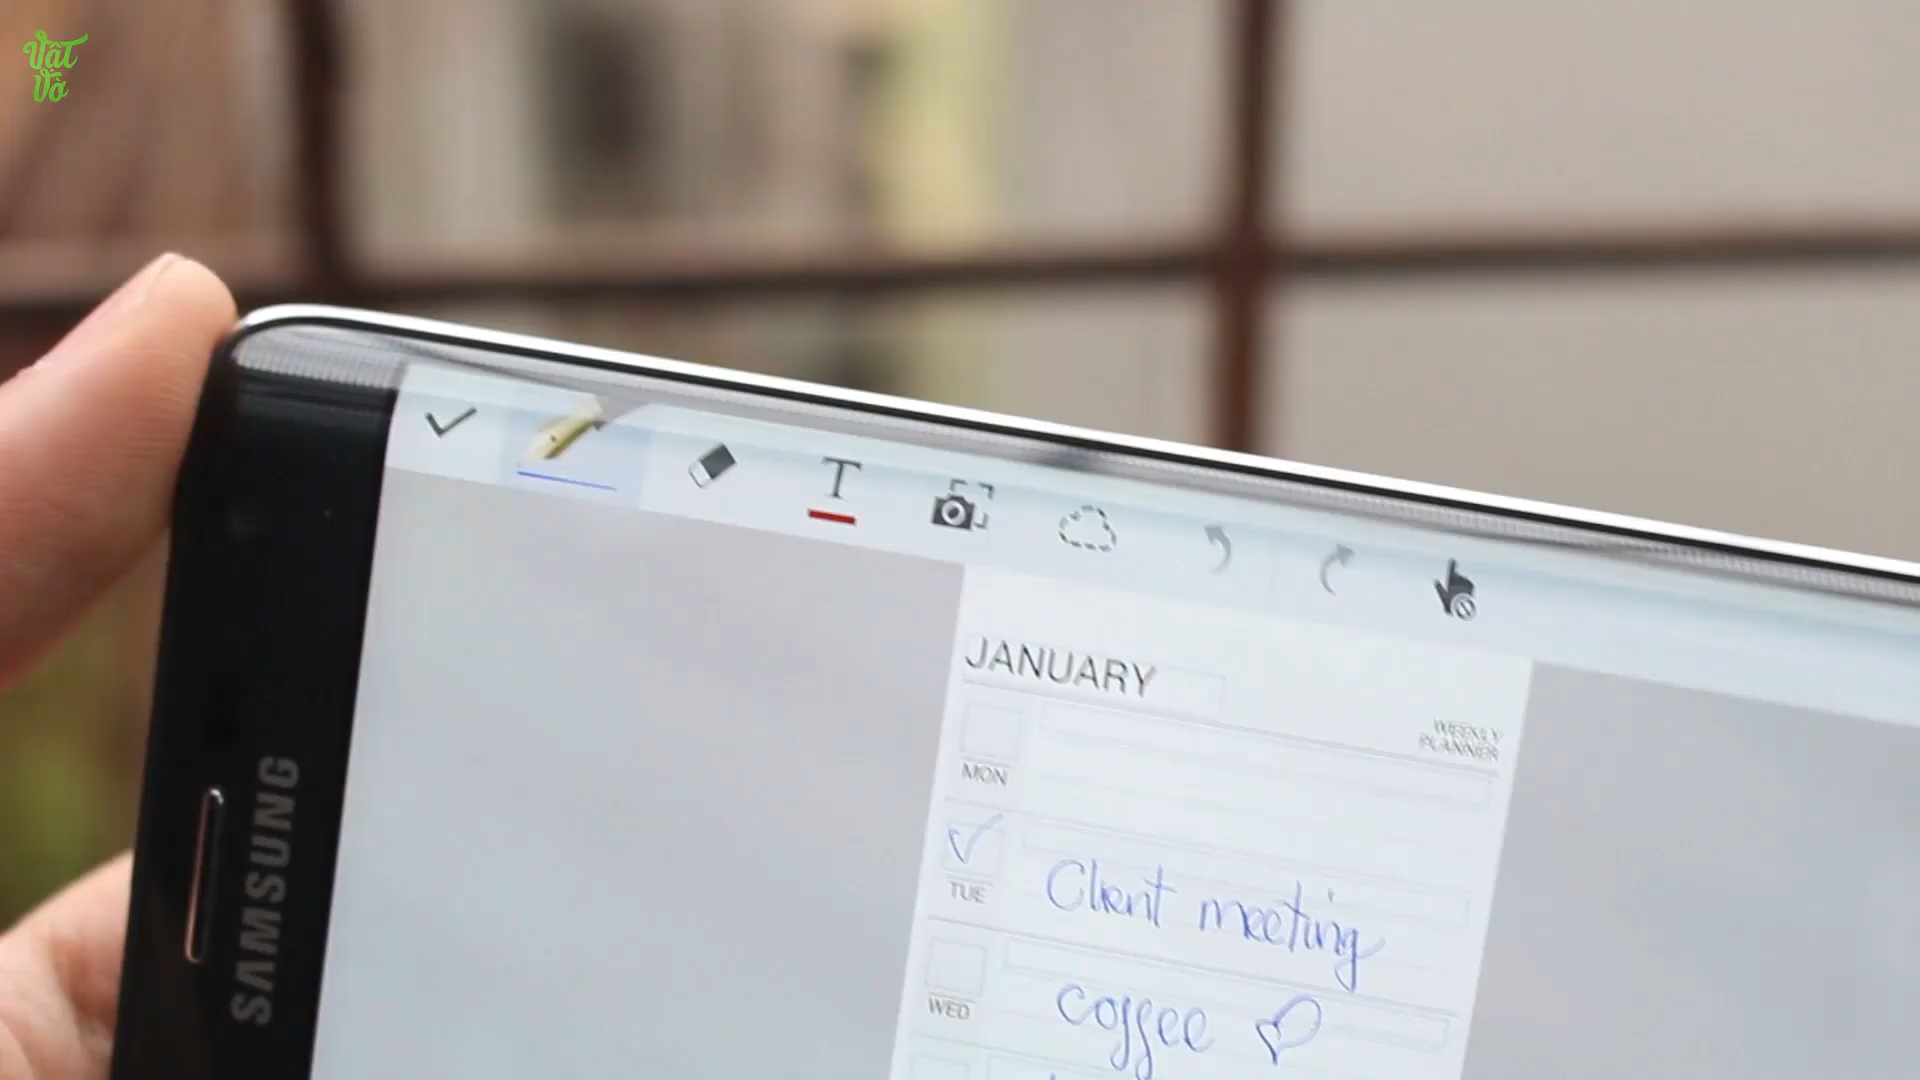 Vật
Vờ
T
JANUARY
WEEKLY
PLANNER
MON
TUE
Client meeting
WED
coffee
SAMSUNG